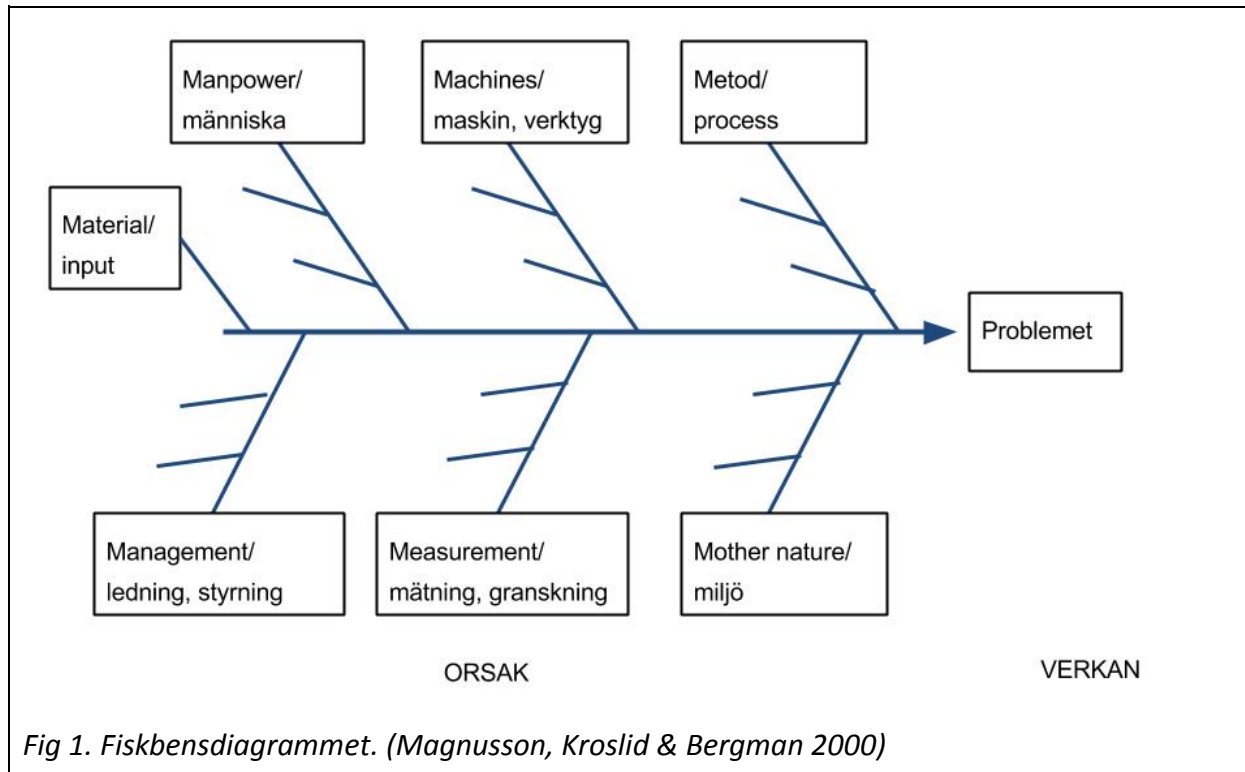 Manpower/
människa
Machines/
maskin, verktyg
Metod/
process
Material/
input
Problemet
Management/
ledning, styrning
Measurement/
mätning, granskning
Mother nature/
miljö
ORSAK
VERKAN
Fig 1. Fiskbensdiagrammet. (Magnusson, Kroslid & Bergman 2000)